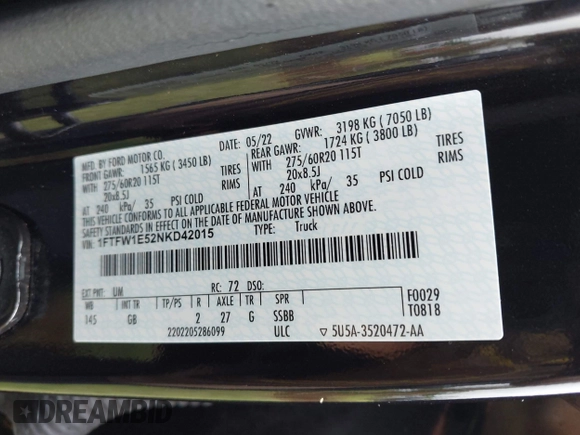 MFD. BY FORD MOTOR CO.
DATE: 05/22 GVWR: 3198 KG ( 7050 LB)
FRONT GAWR: 1565 KG ( 3450 LB)
REAR GAWR: 1724 KG ( 3800 LB)
WITH 275/60R20 115T TIRES
WITH 275/60R20 115T TIRES
20x8.5J RIMS
20x8.5J RIMS
AT 240 kPa/ 35 PSI COLD
AT 240 kPa/ 35 PSI COLD
THIS VEHICLE CONFORMS TO ALL APPLICABLE FEDERAL MOTOR VEHICLE
SAFETY AND THEFT PREVENTION STANDARDS IN EFFECT ON THE DATE OF
MANUFACTURE SHOWN ABOVE.
VIN: 1FTFW1E52NKD42015
TYPE: Truck
EXT PNT: UM RC: 72 DSO:
WB INT TR TP/PS R AXLE TR SPR
145 GB 2 27 G SSBB
2202205286099 ULC
F0029
T0818
▽ 5U5A-3520472-AA
DREAMBID